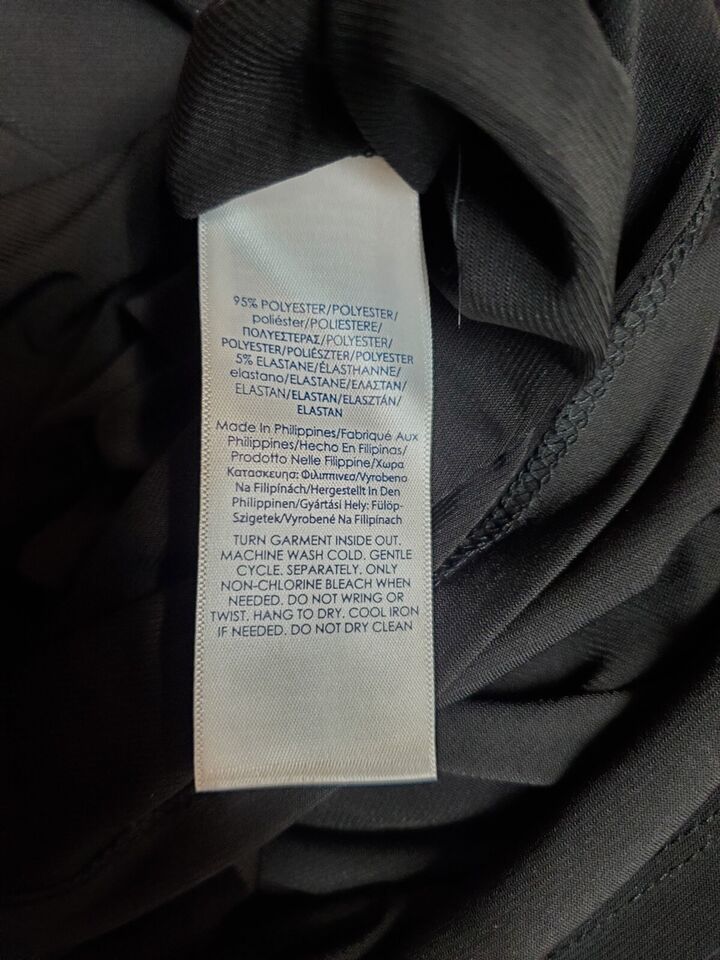 95% POLYESTER/POLYESTER/
poliéster/POLIESTERE/
ΠΟΛΥΕΣΤΕΡΑΣ/POLYESTER/
POLYESTER/POLIÉSZTER/POLYESTER
5% ELASTANE/ÉLASTHANNE/
elastano/ELASTANE/ΕΛΑΣΤΑΝ/
ELASTAN/ELASTAN/ELASZTÁN/
ELASTAN
Made In Philippines/Fabriqué Aux
Philippines/Hecho En Filipinas/
Prodotto Nelle Filippine/Χωρα
Κατασκευησ: Φιλιππινεσ/Vyrobeno
Na Filipínách/Hergestellt In Den
Philippinen/Gyártási Hely: Fülöp-
Szigetek/Vyrobené Na Filipínach
TURN GARMENT INSIDE OUT.
MACHINE WASH COLD. GENTLE
CYCLE. SEPARATELY. ONLY
NON-CHLORINE BLEACH WHEN
NEEDED. DO NOT WRING OR
TWIST. HANG TO DRY. COOL IRON
IF NEEDED. DO NOT DRY CLEAN